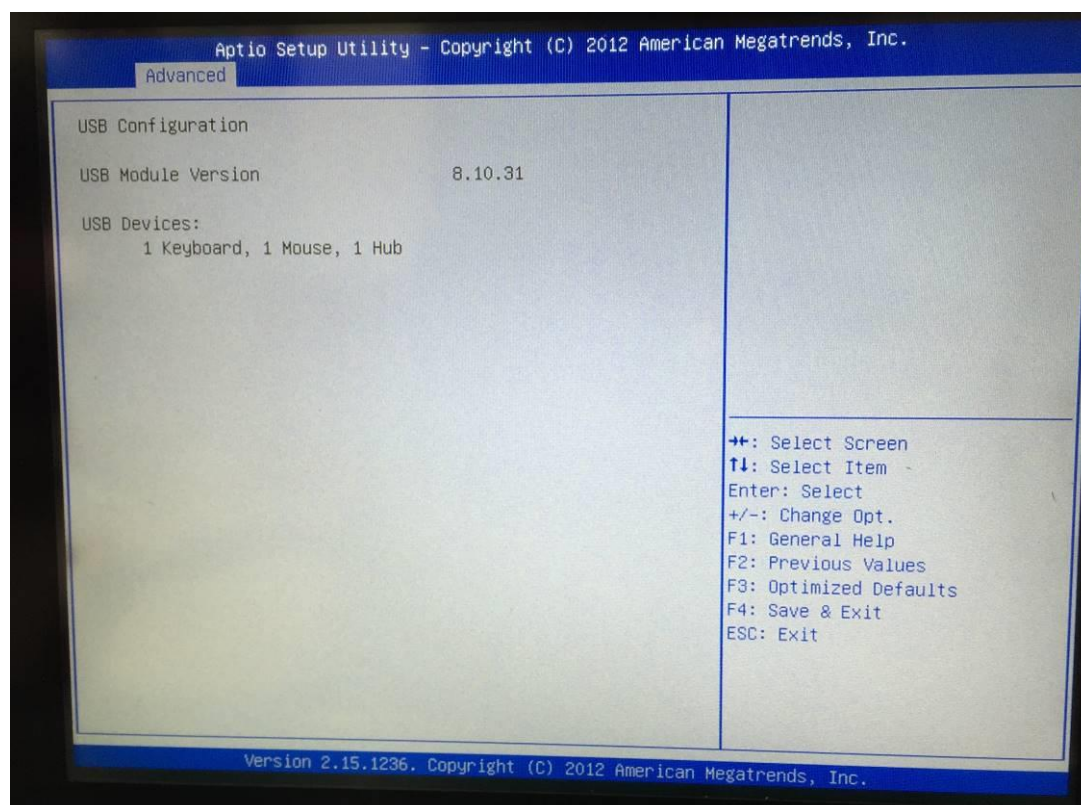 Aptio Setup Utility - Copyright (C) 2012 American Megatrends, Inc.
Advanced
USB Configuration
USB Module Version 8.10.31
USB Devices:
1 Keyboard, 1 Mouse, 1 Hub
→←: Select Screen
↑↓: Select Item
Enter: Select
+/-: Change Opt.
F1: General Help
F2: Previous Values
F3: Optimized Defaults
F4: Save & Exit
ESC: Exit
Version 2.15.1236. Copyright (C) 2012 American Megatrends, Inc.